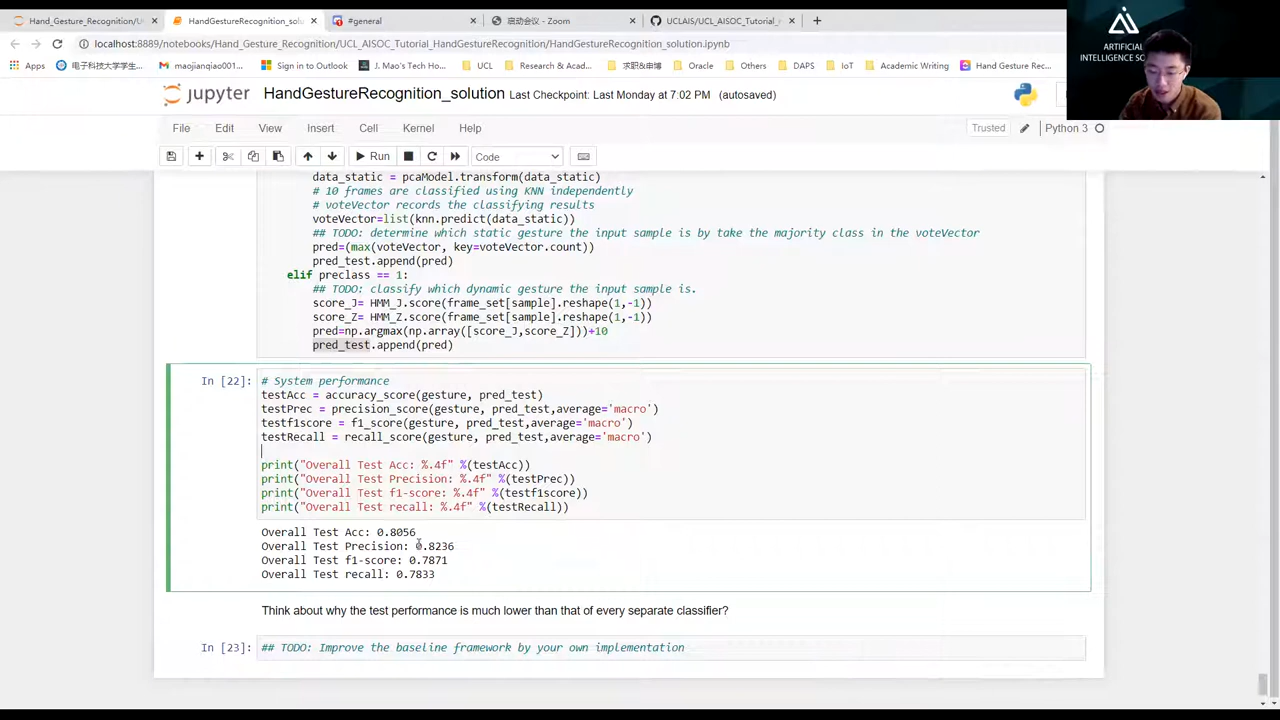 Hand_Gesture_Recognition/U
HandGestureRecognition_solu
#general
启动会议 - Zoom
UCLAIS/UCL_AISOC_Tutorial_H
localhost:8889/notebooks/Hand_Gesture_Recognition/UCL_AISOC_Tutorial_HandGestureRecognition/HandGestureRecognition_solution.ipynb
Apps
电子科技大学学生...
maojianqiao001...
Sign in to Outlook
J. Mao's Feishu Ho...
UCL
Research & Acad...
求职&申博
Oracle
Others
DAPS
IoT
Academic Writing
Hand Gesture Rec...
ARTIFICIAL
INTELLIGENCE SOC
jupyter
HandGestureRecognition_solution
Last Checkpoint: Last Monday at 7:02 PM
(autosaved)
File Edit View Insert Cell Kernel Help
Trusted
Python 3
Run
Code
data_static = pcaModel.transform(data_static)
# 10 frames are classified using KNN independently
# voteVector records the classifying results
voteVector=list(knn.predict(data_static))
## TODO: determine which static gesture the input sample is by take the majority class in the voteVector
pred=(max(voteVector, key=voteVector.count))
pred_test.append(pred)
elif preclass == 1:
## TODO: classify which dynamic gesture the input sample is.
score_J= HMM_J.score(frame_set[sample].reshape(1,-1))
score_Z= HMM_Z.score(frame_set[sample].reshape(1,-1))
pred=np.argmax(np.array([score_J,score_Z]))+10
pred_test.append(pred)
In [22]:
# System performance
testAcc = accuracy_score(gesture, pred_test)
testPrec = precision_score(gesture, pred_test,average='macro')
testf1score = f1_score(gesture, pred_test,average='macro')
testRecall = recall_score(gesture, pred_test,average='macro')
print("Overall Test Acc: %.4f" %(testAcc))
print("Overall Test Precision: %.4f" %(testPrec))
print("Overall Test f1-score: %.4f" %(testf1score))
print("Overall Test recall: %.4f" %(testRecall))
Overall Test Acc: 0.8056
Overall Test Precision: 0.8236
Overall Test f1-score: 0.7871
Overall Test recall: 0.7833
Think about why the test performance is much lower than that of every separate classifier?
In [23]:
## TODO: Improve the baseline framework by your own implementation